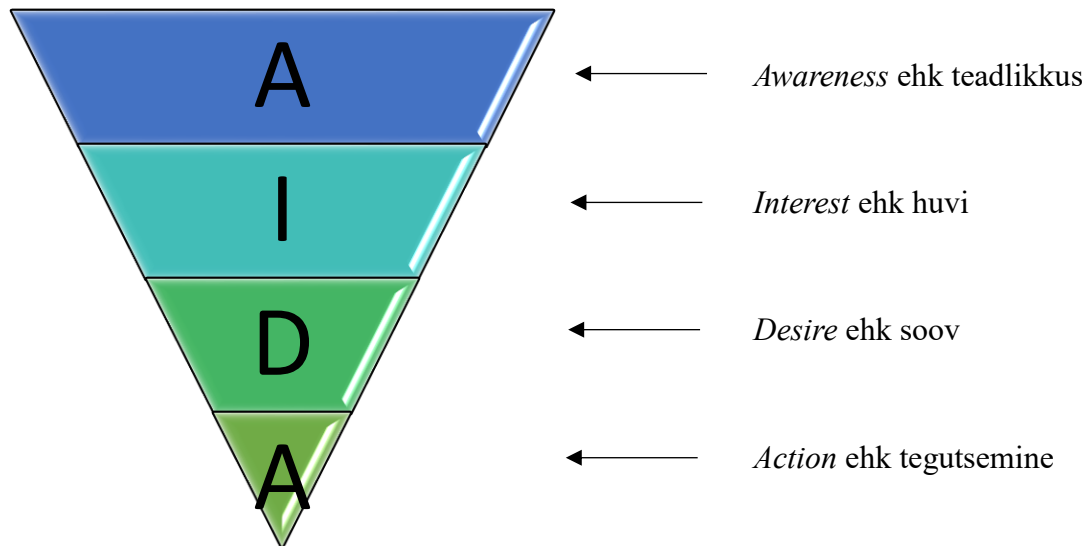 A
Awareness ehk teadlikkus
I
Interest ehk huvi
D
Desire ehk soov
A
Action ehk tegutsemine